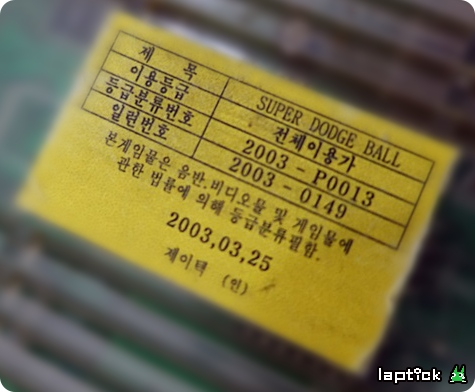 제 목 SUPER DODGE BALL
이용등급 전체이용가
등급분류번호 2003 - P0013
일련번호 2003 - 0149
본게임물은 음반.비디오물 및 게임물에
관한 법률에 의해 등급분류필함.
2003,03,25
제이택 (인)
laptick